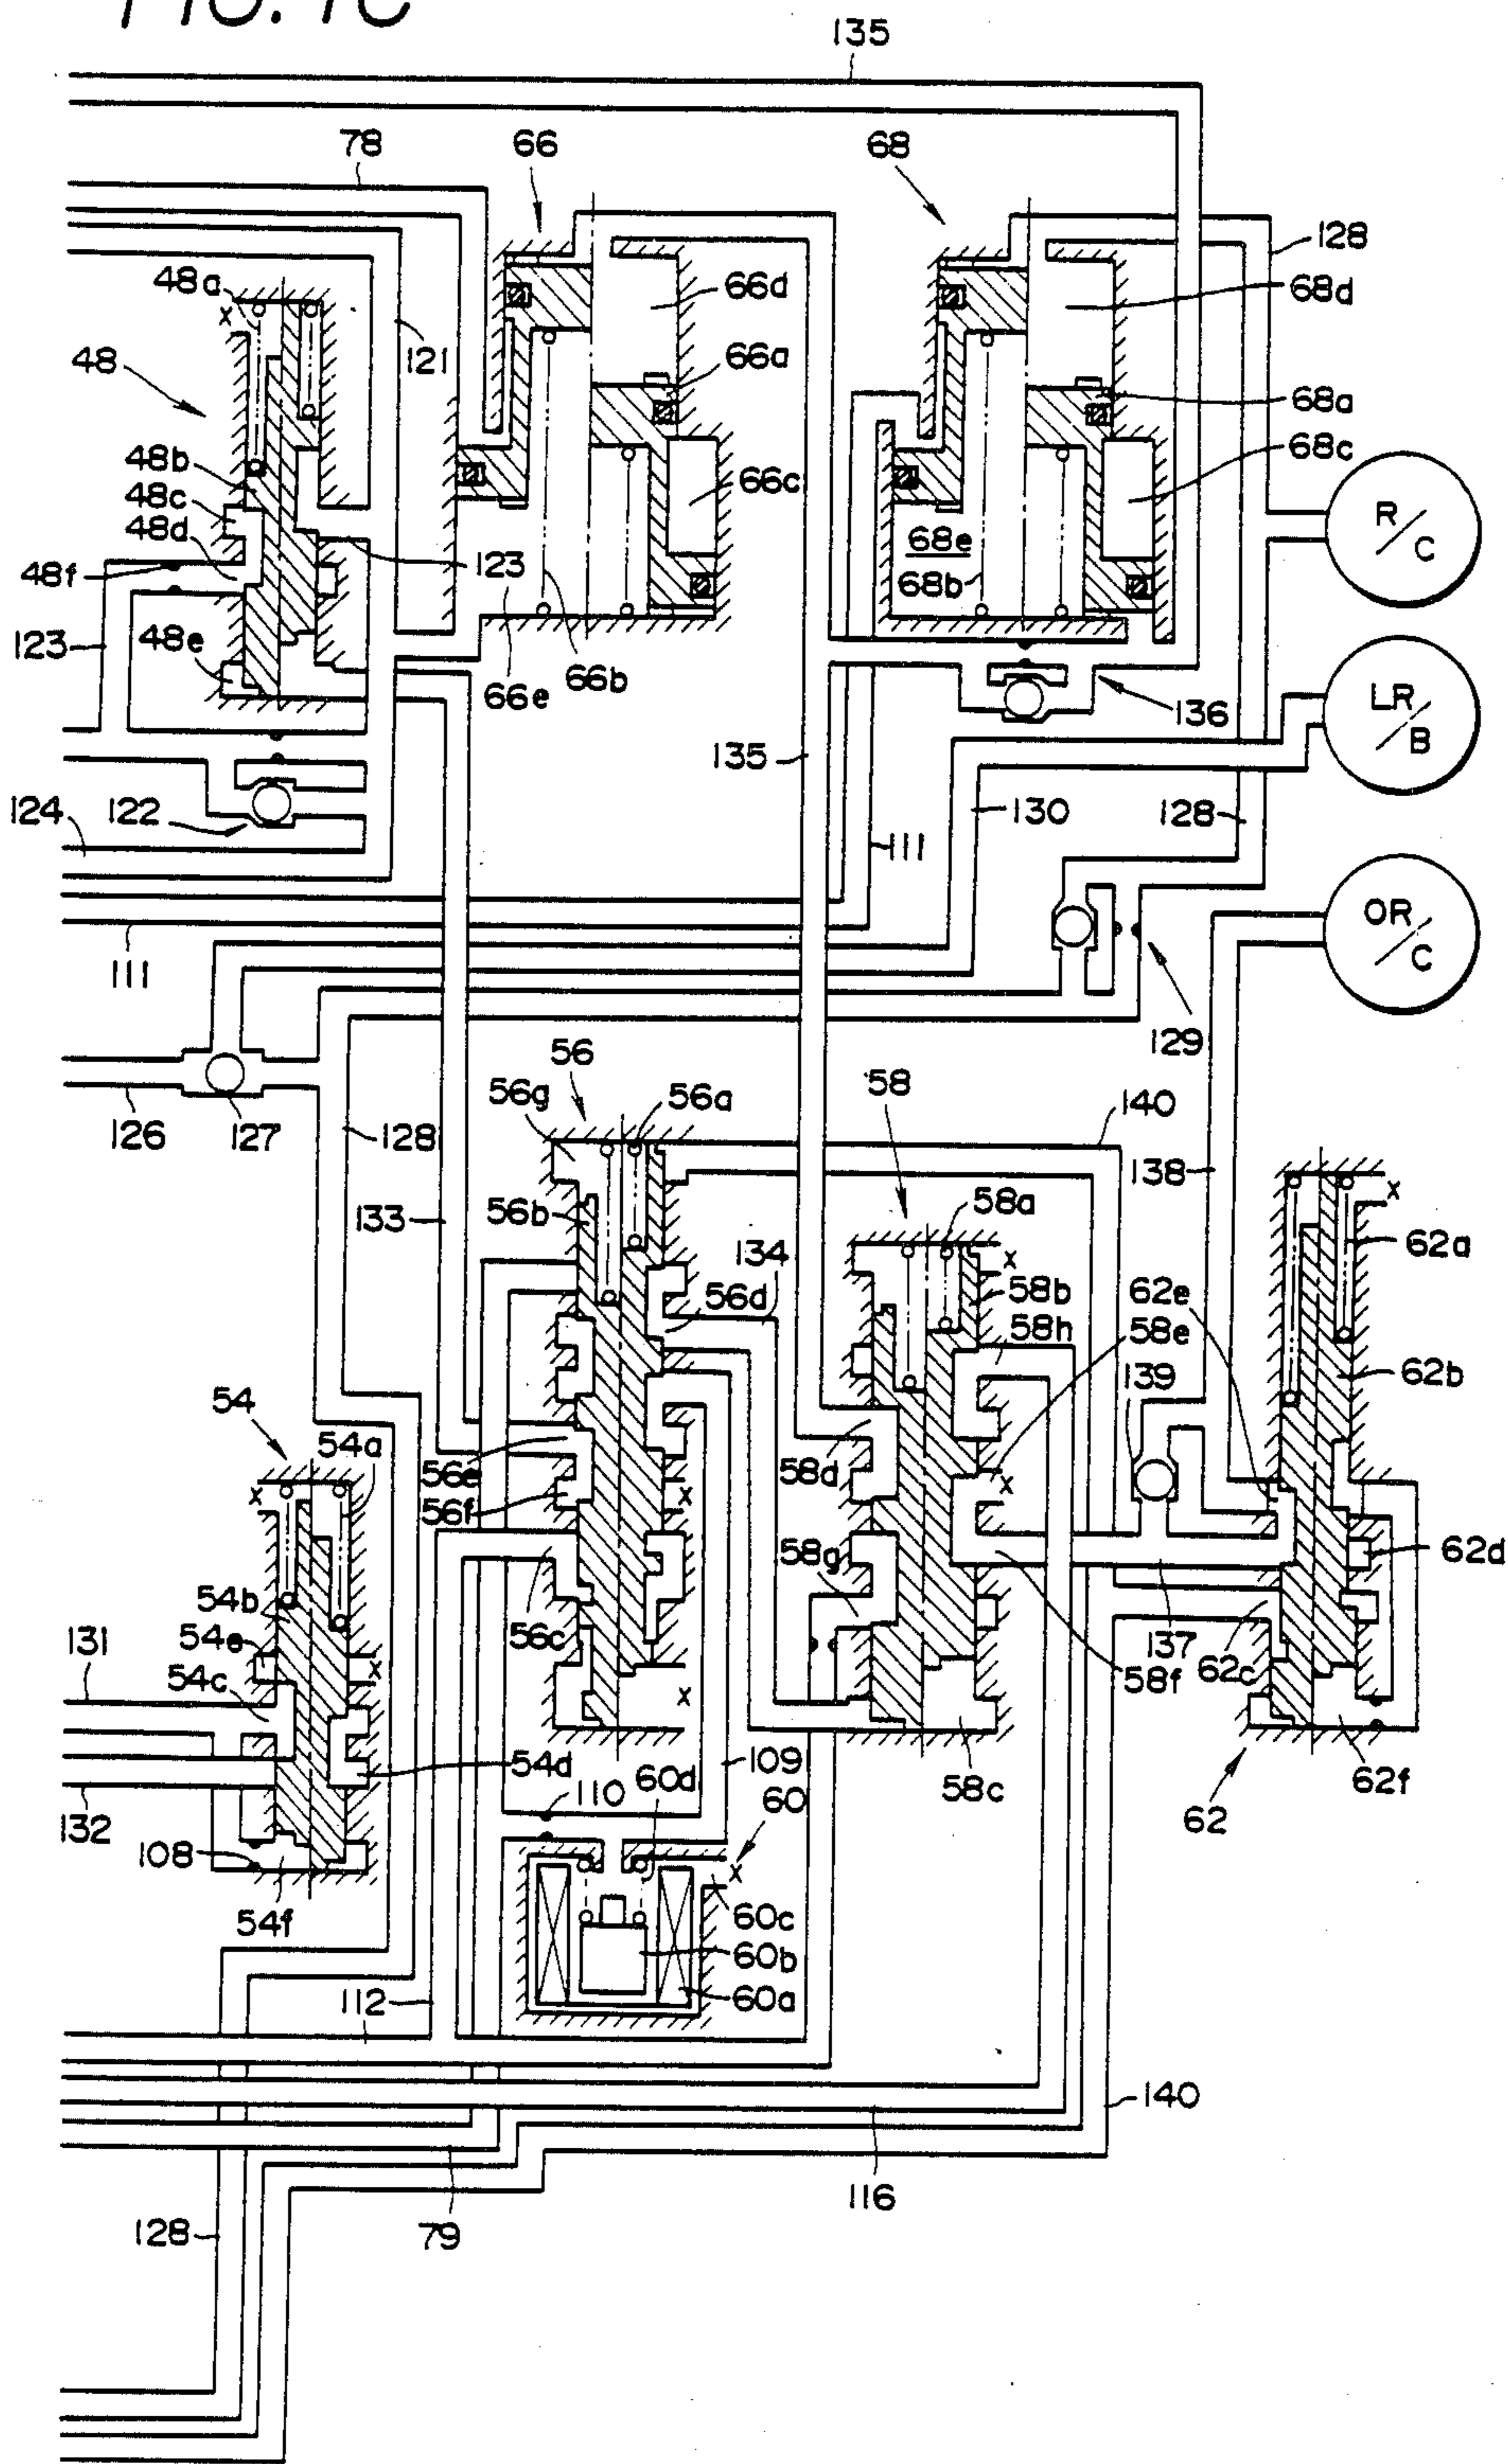 FIG. 1C
135
78
66
68
128
48a
x
66d
68d
48
121
66a
68a
48b
48c
48d
66c
68c
R/C
48f
123
68e
68b
123
48e
66e
66b
136
LR/B
135
124
122
130
128
111
OR/C
111
129
126
127
128
56
56g
56a
58
140
138
133
56b
58a
x
134
x
62a
56d
58b
62e
58h
58e
139
62b
54
54a
x
56e
58d
x
56f
x
58g
62d
54b
56c
131
54e
x
137
62c
58f
54c
x
54d
109
60d
110
60
58c
62f
132
62
108
x
54f
60c
60b
60a
112
140
116
128
79